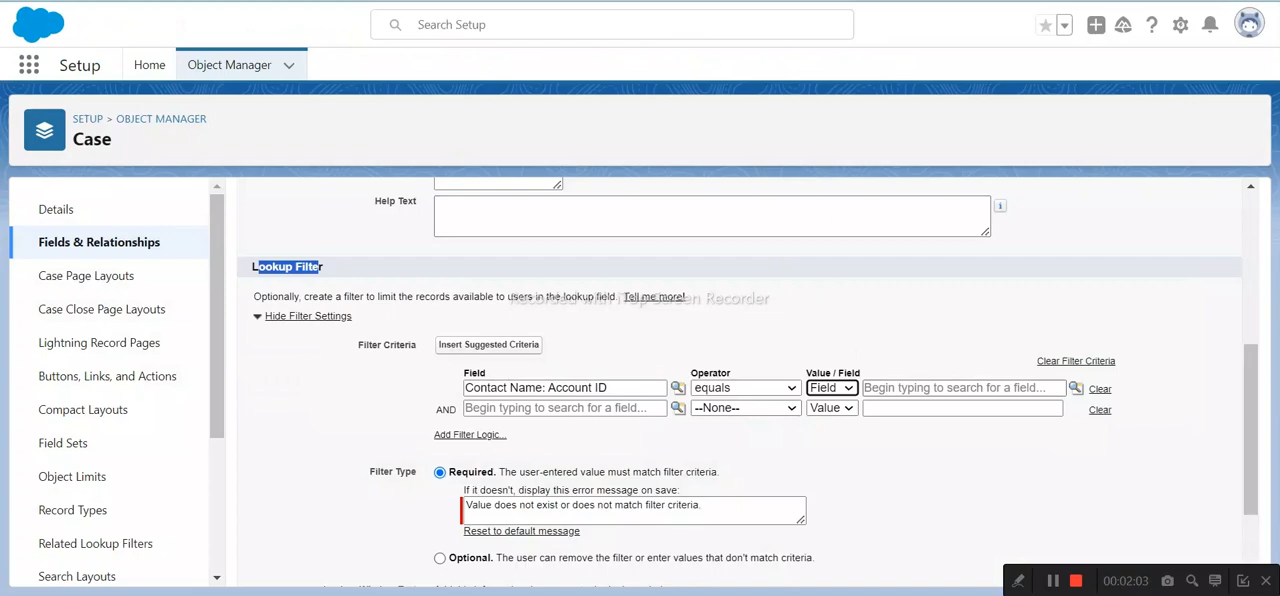 Search Setup
Setup
Home
Object Manager
SETUP > OBJECT MANAGER
Case
Details
Fields & Relationships
Case Page Layouts
Case Close Page Layouts
Lightning Record Pages
Buttons, Links, and Actions
Compact Layouts
Field Sets
Object Limits
Record Types
Related Lookup Filters
Search Layouts
Help Text
Lookup Filter
Optionally, create a filter to limit the records available to users in the lookup field. Tell me more!
Recorded with iTop Screen Recorder
Hide Filter Settings
Filter Criteria
Insert Suggested Criteria
Clear Filter Criteria
Field Operator Value / Field
Contact Name: Account ID equals Field Begin typing to search for a field... Clear
AND Begin typing to search for a field... --None-- Value Clear
Add Filter Logic...
Filter Type
Required. The user-entered value must match filter criteria.
If it doesn't, display this error message on save:
Value does not exist or does not match filter criteria.
Reset to default message
Optional. The user can remove the filter or enter values that don't match criteria.
00:02:03